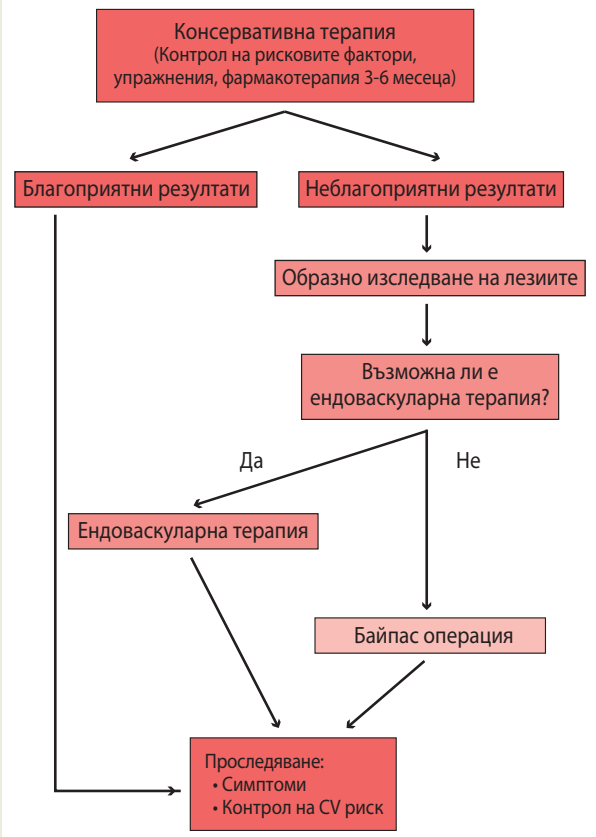 Консервативна терапия
(Контрол на рисковите фактори,
упражнения, фармакотерапия 3-6 месеца)
Благоприятни резултати
Неблагоприятни резултати
Образно изследване на лезиите
Възможна ли е
ендоваскуларна терапия?
Да
Не
Ендоваскуларна терапия
Байпас операция
Проследяване:
• Симптоми
• Контрол на CV риск